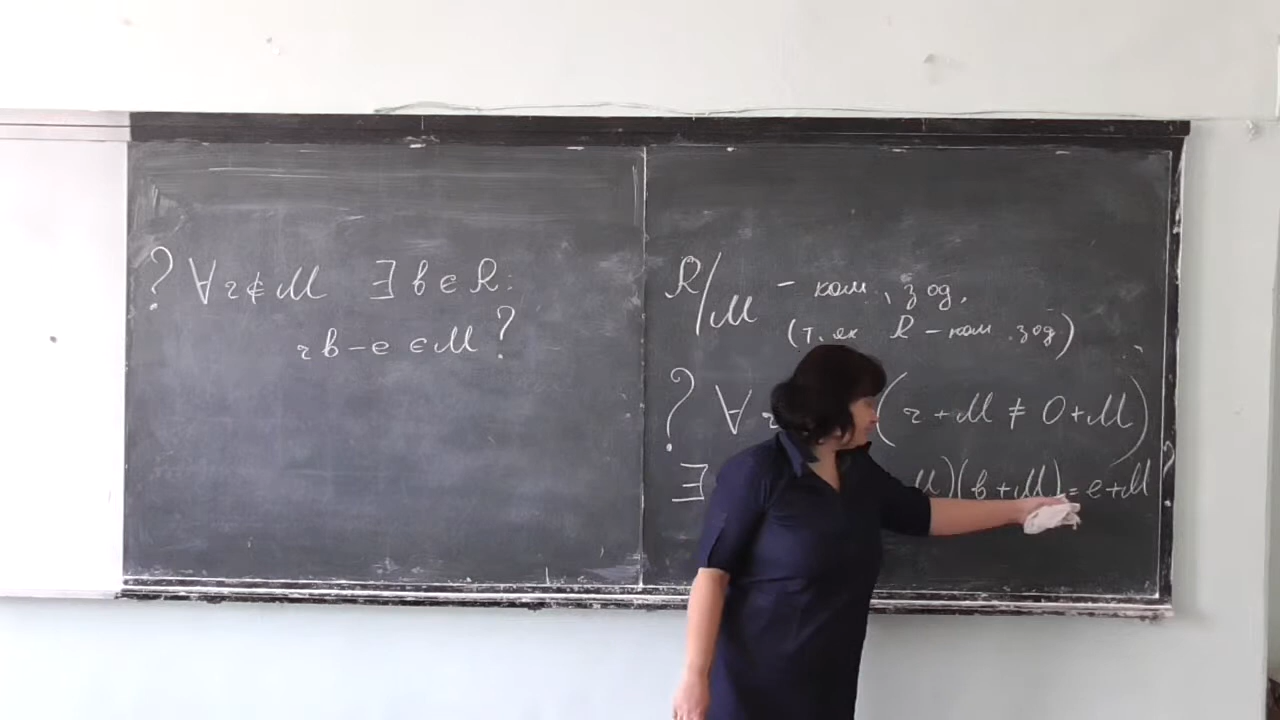 ? ∀ r ∉ M ∃ b ∈ R:
rb − e ∈ M ?
R/M − ком. , з од.
(т. як R − ком. з од)
? ∀ r (r + M ≠ 0 + M)
∃ M)(b + M) = e + M ?